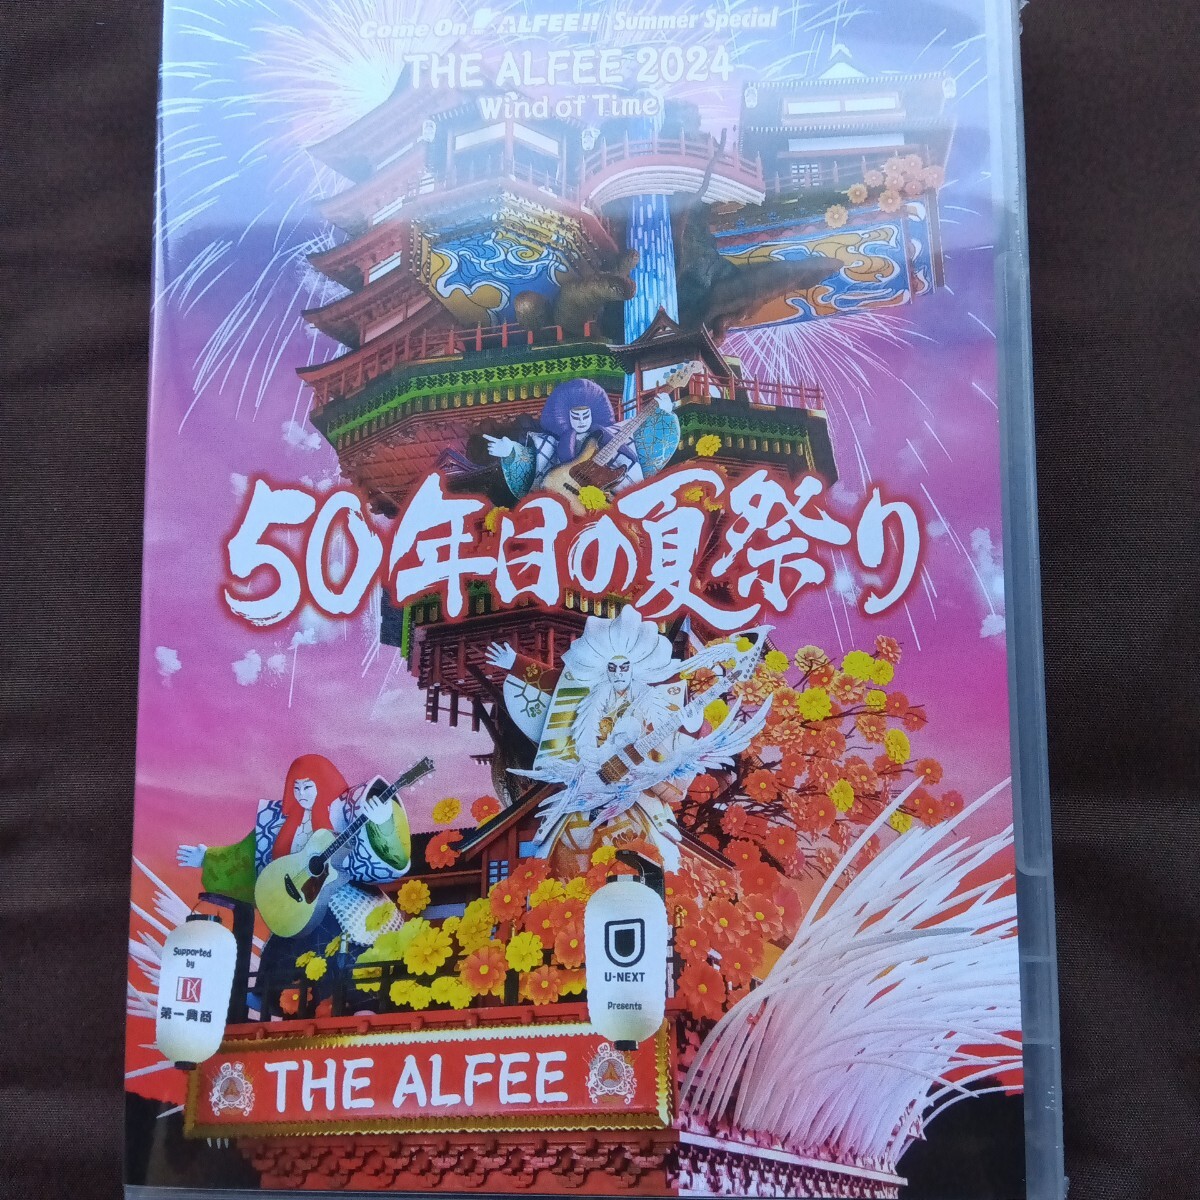 Come On! ALFEE!! Summer Special
THE ALFEE 2024
Wind of Time
50年目の夏祭り
Supported
by
DK
第一興商
U-NEXT
Presents
THE ALFEE